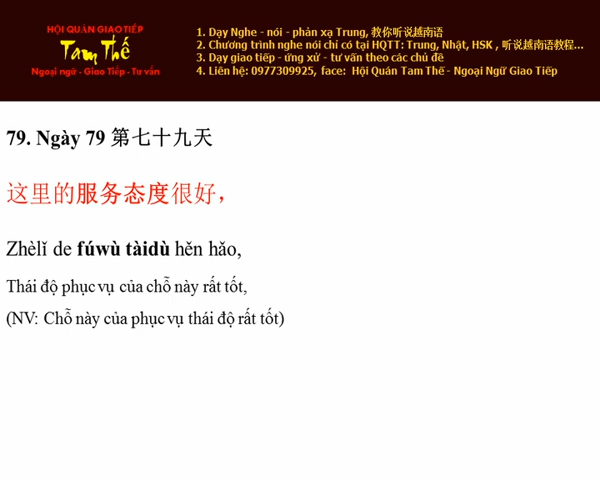 HỘI QUÁN GIAO TIẾP
Tam Thế
Ngoại ngữ - Giao Tiếp - Tư vấn
1. Dạy Nghe - nói - phản xạ Trung, 教你听说越南语
2. Chương trình nghe nói chỉ có tại HQTT: Trung, Nhật, HSK , 听说越南语教程...
3. Dạy giao tiếp - ứng xử - tư vấn theo các chủ đề
4. Liên hệ: 0977309925, face: Hội Quán Tam Thế - Ngoại Ngữ Giao Tiếp
79. Ngày 79 第七十九天
这里的服务态度很好，
Zhèlǐ de fúwù tàidù hěn hǎo,
Thái độ phục vụ của chỗ này rất tốt,
(NV: Chỗ này của phục vụ thái độ rất tốt)